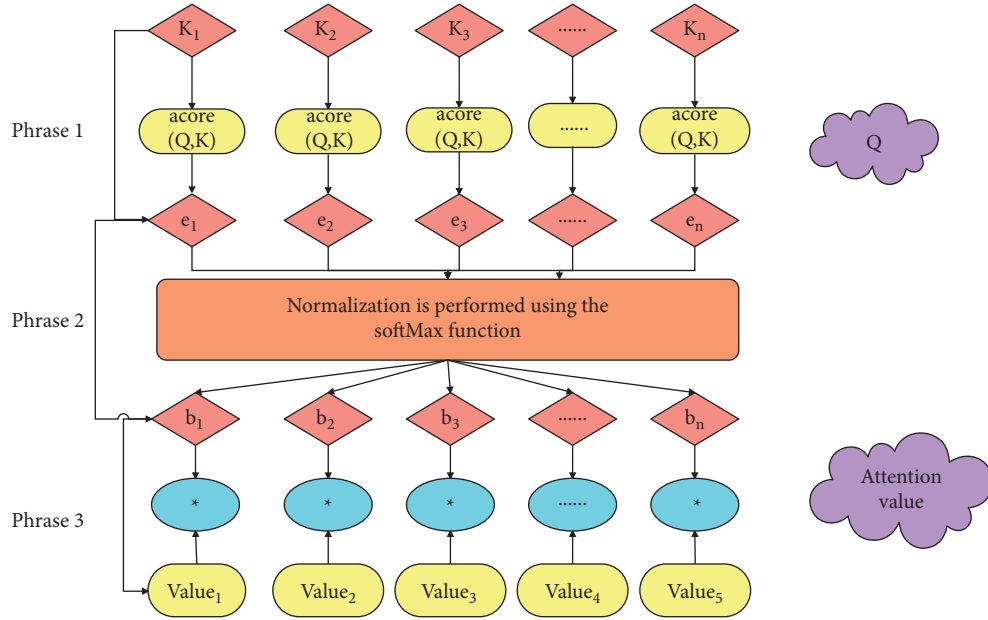 K₁
K₂
K₃
......
Kₙ
Phrase 1
acore
(Q,K)
acore
(Q,K)
acore
(Q,K)
......
acore
(Q,K)
Q
e₁
e₂
e₃
......
eₙ
Phrase 2
Normalization is performed using the
softMax function
b₁
b₂
b₃
......
bₙ
Phrase 3
*
*
*
......
*
Attention
value
Value₁
Value₂
Value₃
Value₄
Value₅